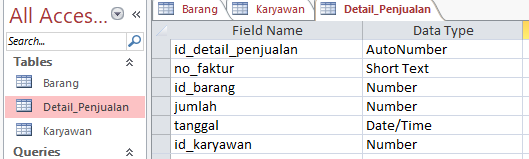 All Acces...
Search...
Tables
Barang
Detail_Penjualan
Karyawan
Queries
Barang Karyawan Detail_Penjualan
Field Name Data Type
id_detail_penjualan AutoNumber
no_faktur Short Text
id_barang Number
jumlah Number
tanggal Date/Time
id_karyawan Number